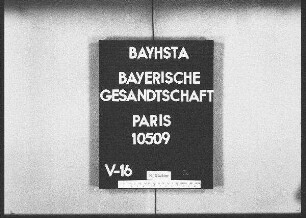 BAYHSTA
BAYERISCHE
GESANDTSCHAFT
PARIS
10509
V-16